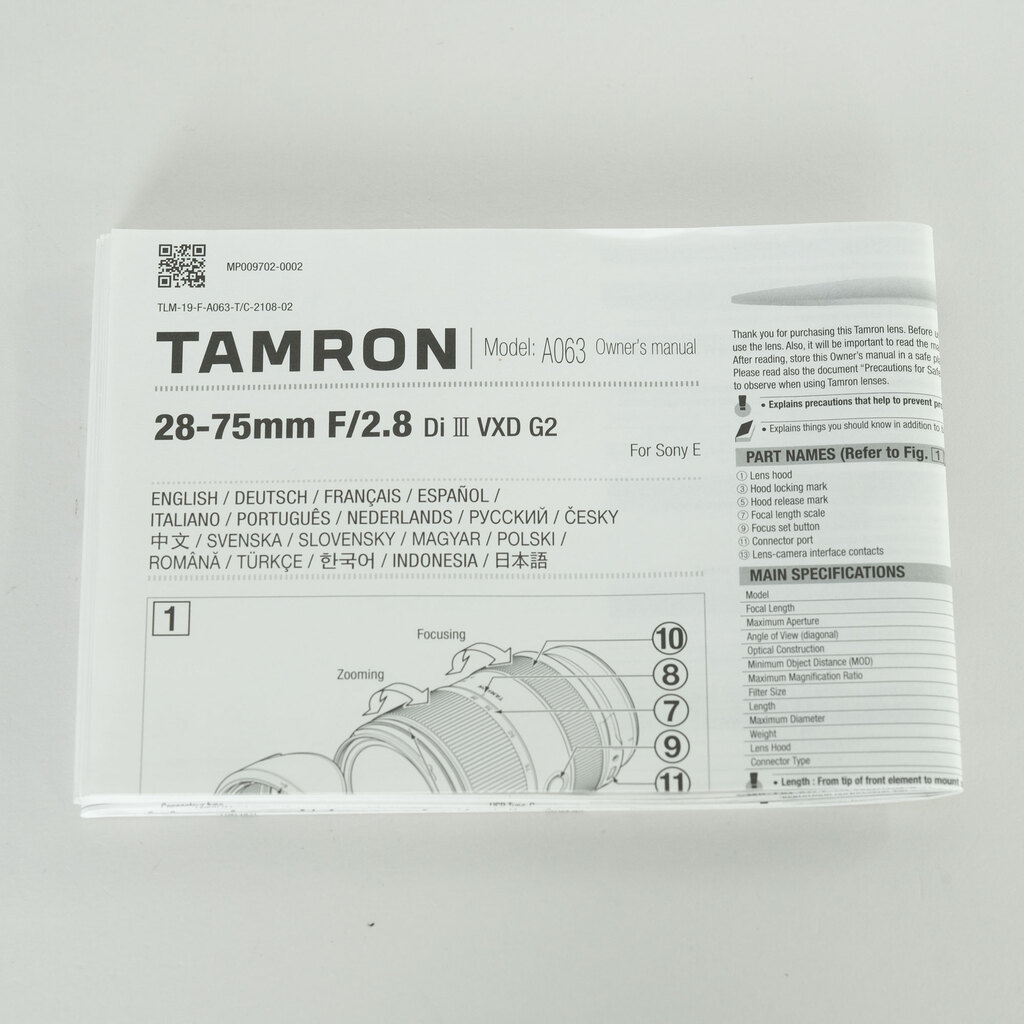 MP009702-0002
TLM-19-F-A063-T/C-2108-02
TAMRON Model: A063 Owner's manual
28-75mm F/2.8 Di III VXD G2
For Sony E
ENGLISH / DEUTSCH / FRANÇAIS / ESPAÑOL /
ITALIANO / PORTUGUÊS / NEDERLANDS / РУССКИЙ / ČESKY
中文 / SVENSKA / SLOVENSKY / MAGYAR / POLSKI /
ROMÂNĂ / TÜRKÇE / 한국어 / INDONESIA / 日本語
1
Focusing
Zooming
TAMRON
10
8
7
9
11
Thank you for purchasing this Tamron lens. Before
use the lens. Also, it will be important to read the
After reading, store this Owner's manual in a safe
Please read also the document "Precautions for
to observe when using Tamron lenses.
• Explains precautions that help to prevent
• Explains things you should know in addition to
PART NAMES (Refer to Fig. 1
① Lens hood
③ Hood locking mark
⑤ Hood release mark
⑦ Focal length scale
⑨ Focus set button
⑪ Connector port
⑬ Lens-camera interface contacts
MAIN SPECIFICATIONS
Model
Focal Length
Maximum Aperture
Angle of View (diagonal)
Optical Construction
Minimum Object Distance (MOD)
Maximum Magnification Ratio
Filter Size
Length
Maximum Diameter
Weight
Lens Hood
Connector Type
• Length : From tip of front element to mount